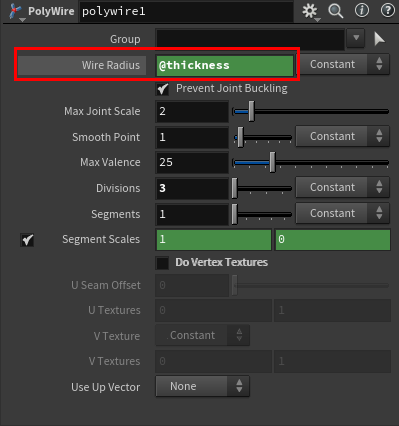 PolyWire polywire1
Group
Wire Radius @thickness Constant
Prevent Joint Buckling
Max Joint Scale 2
Smooth Point 1 Constant
Max Valence 25
Divisions 3 Constant
Segments 1 Constant
Segment Scales 1 0
Do Vertex Textures
U Seam Offset 0
U Textures 0 1
V Texture Constant
V Textures 0 1
Use Up Vector None